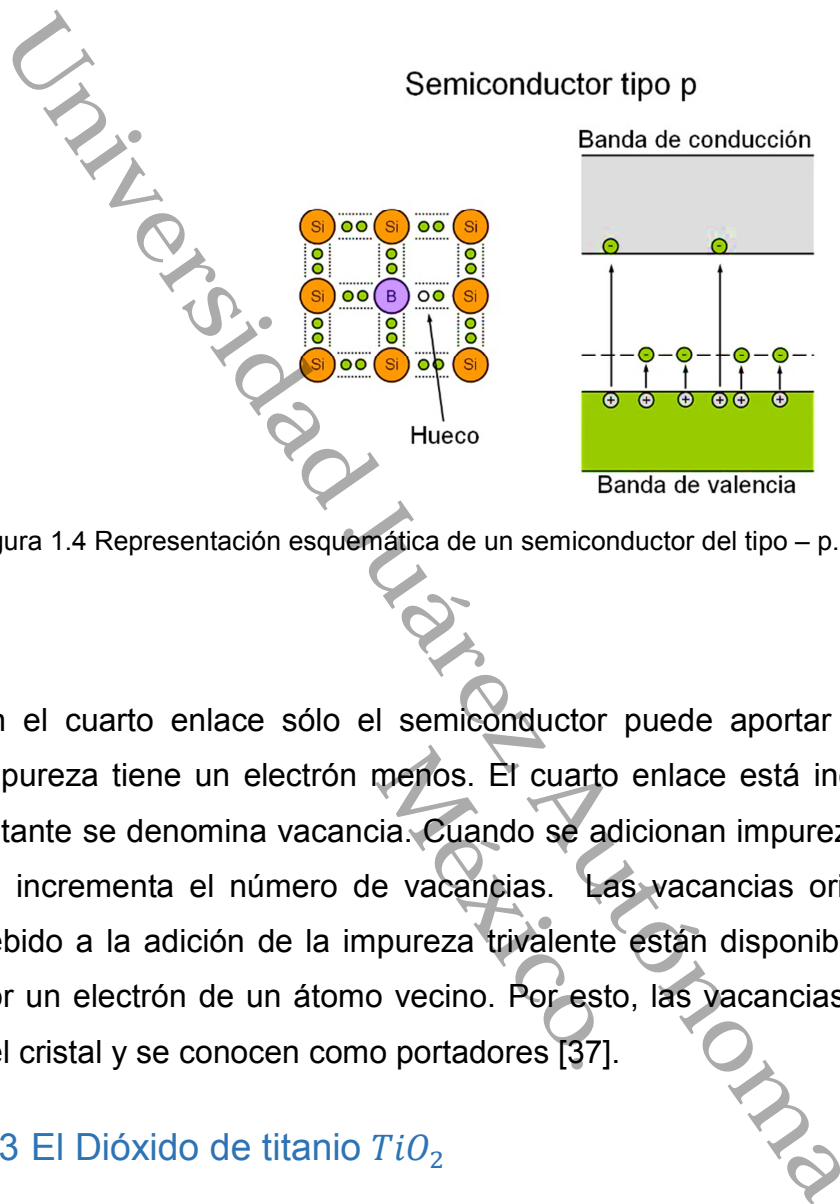 Semiconductor tipo p
Banda de conducción
Si Si Si
Si B Si
Si Si Si
Hueco
Banda de valencia
gura 1.4 Representación esquemática de un semiconductor del tipo – p.
el cuarto enlace sólo el semiconductor puede aportar
pureza tiene un electrón menos. El cuarto enlace está in
tante se denomina vacancia. Cuando se adicionan impurez
incrementa el número de vacancias. Las vacancias ori
ebido a la adición de la impureza trivalente están disponib
or un electrón de un átomo vecino. Por esto, las vacancias
el cristal y se conocen como portadores [37].
3 El Dióxido de titanio TiO₂
Universidad Juárez Autónoma
México.